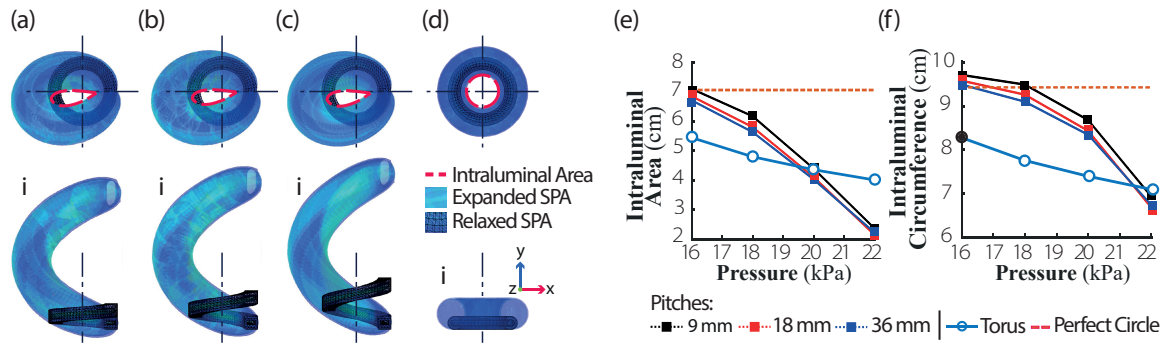 (a) (b) (c) (d) (e) (f)
Intraluminal Area
Expanded SPA
Relaxed SPA
i i i i
y
z x
Intraluminal
Area (cm)
8
7
6
5
4
3
2
16 17 18 19 20 21 22
Pressure (kPa)
Intraluminal
Circumference (cm)
10
9.5
9
8
7
6
16 17 18 19 20 21 22
Pressure (kPa)
Pitches:
9 mm 18 mm 36 mm Torus Perfect Circle